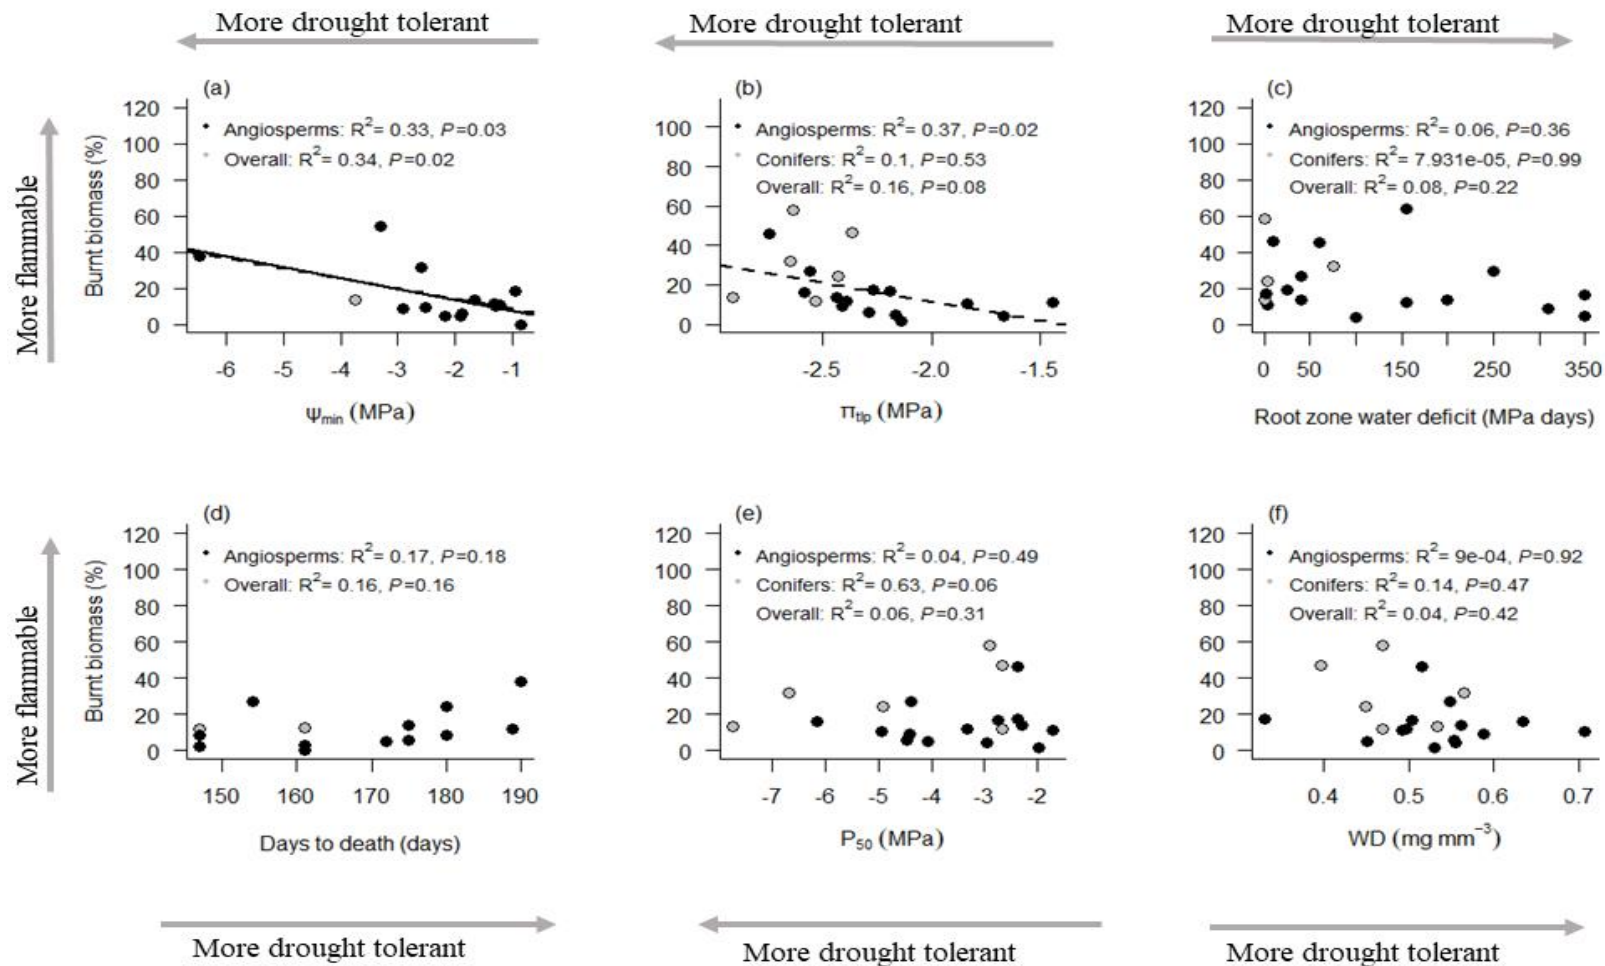 More drought tolerant
More drought tolerant
More drought tolerant
More flammable
Burnt biomass (%)
(a)
Angiosperms: R²= 0.33, P=0.03
Overall: R²= 0.34, P=0.02
120
100
80
60
40
20
0
-6 -5 -4 -3 -2 -1
Ψmin (MPa)
(b)
Angiosperms: R²= 0.37, P=0.02
Conifers: R²= 0.1, P=0.53
Overall: R²= 0.16, P=0.08
100
80
60
40
20
0
-2.5 -2.0 -1.5
πtlp (MPa)
(c)
Angiosperms: R²= 0.06, P=0.36
Conifers: R²= 7.931e-05, P=0.99
Overall: R²= 0.08, P=0.22
120
100
80
60
40
20
0
0 50 150 250 350
Root zone water deficit (MPa days)
More flammable
Burnt biomass (%)
(d)
Angiosperms: R²= 0.17, P=0.18
Overall: R²= 0.16, P=0.16
120
100
80
60
40
20
0
150 160 170 180 190
Days to death (days)
(e)
Angiosperms: R²= 0.04, P=0.49
Conifers: R²= 0.63, P=0.06
Overall: R²= 0.06, P=0.31
120
100
80
60
40
20
0
-7 -6 -5 -4 -3 -2
P50 (MPa)
(f)
Angiosperms: R²= 9e-04, P=0.92
Conifers: R²= 0.14, P=0.47
Overall: R²= 0.04, P=0.42
120
100
80
60
40
20
0
0.4 0.5 0.6 0.7
WD (mg mm⁻³)
More drought tolerant
More drought tolerant
More drought tolerant